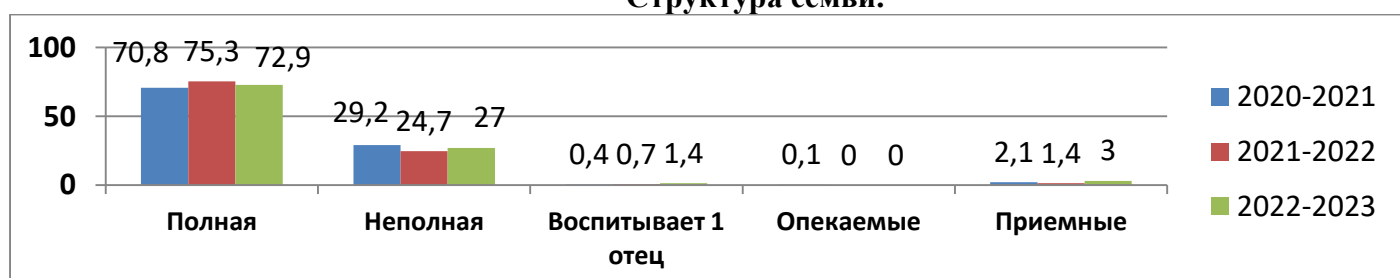 Структура семьи.
100
50
0
70,8 75,3 72,9
29,2 24,7 27
0,4 0,7 1,4
0,1 0 0
2,1 1,4 3
Полная
Неполная
Воспитывает 1
отец
Опекаемые
Приемные
2020-2021
2021-2022
2022-2023